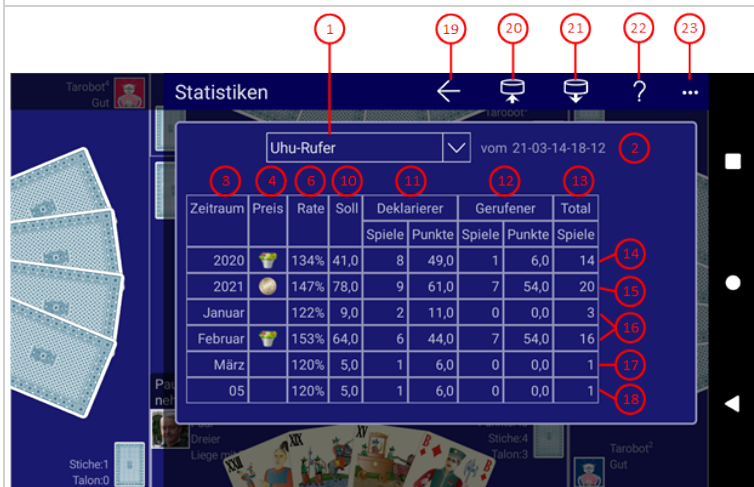 1 19 20 21 22 23
Tarobot⁴
Gut
Statistiken ← ? ...
Tarobot³
Uhu-Rufer vom 21-03-14-18-12 2
3 4 6 10 11 12 13
Zeitraum Preis Rate Soll Deklarierer Gerufener Total
Spiele Punkte Spiele Punkte Spiele
2020 134% 41,0 8 49,0 1 6,0 14 14
2021 147% 78,0 9 61,0 7 54,0 20 15
Januar 122% 9,0 2 11,0 0 0,0 3 16
Februar 153% 64,0 6 44,0 7 54,0 16
März 120% 5,0 1 6,0 0 0,0 1 17
05 120% 5,0 1 6,0 0 0,0 1 18
Dreier
Liege mit
XXII
XIX
B
B
Stiche:4
Talon:3
Tarobot²
Gut
Stiche:1
Talon:0